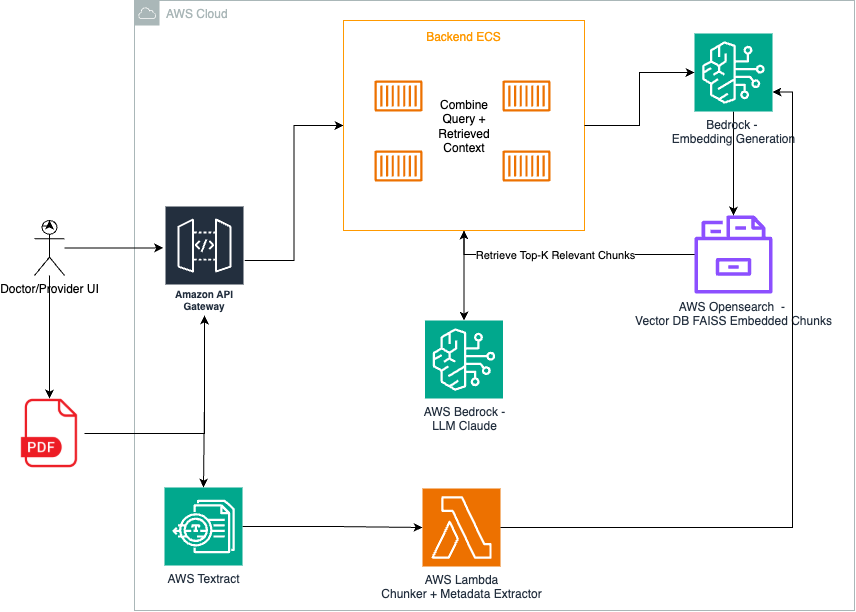 AWS Cloud
Backend ECS
Combine
Query +
Retrieved
Context
Bedrock -
Embedding Generation
Doctor/Provider UI
Amazon API
Gateway
Retrieve Top-K Relevant Chunks
AWS Opensearch -
Vector DB FAISS Embedded Chunks
AWS Bedrock -
LLM Claude
PDF
AWS Textract
AWS Lambda
Chunker + Metadata Extractor